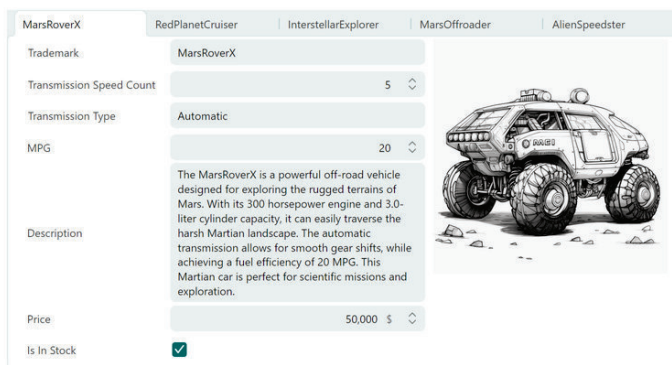 MarsRoverX RedPlanetCruiser InterstellarExplorer MarsOffroader AlienSpeedster
Trademark MarsRoverX
Transmission Speed Count 5
Transmission Type Automatic
MPG 20
Description
The MarsRoverX is a powerful off-road vehicle
designed for exploring the rugged terrains of
Mars. With its 300 horsepower engine and 3.0-
liter cylinder capacity, it can easily traverse the
harsh Martian landscape. The automatic
transmission allows for smooth gear shifts, while
achieving a fuel efficiency of 20 MPG. This
Martian car is perfect for scientific missions and
exploration.
Price 50,000 $
Is In Stock